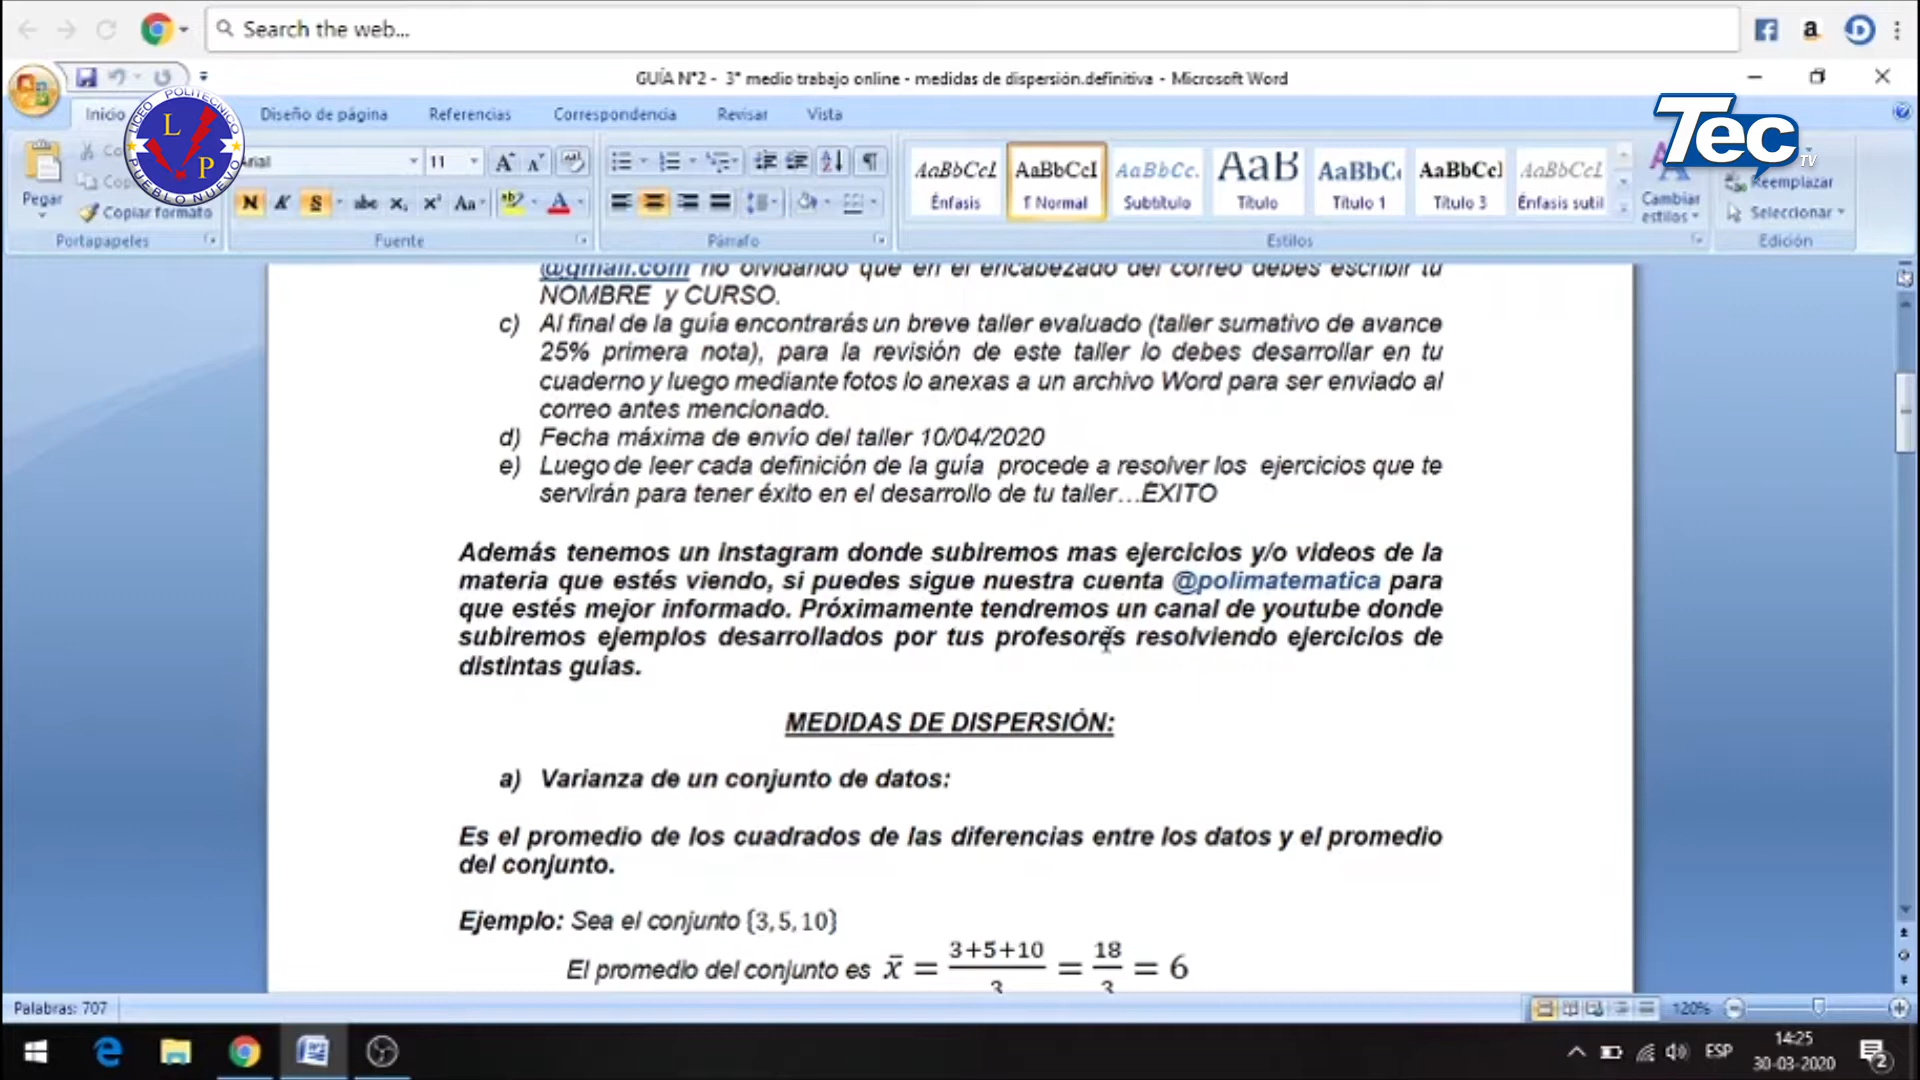 Search the web...
GUÍA N°2 - 3° medio trabajo online - medidas de dispersión.definitiva - Microsoft Word
Inicio
Diseño de página
Referencias
Correspondencia
Revisar
Vista
LICEO POLITECNICO
L
P
PUEBLO NUEVO
Tec TV
Pegar
Copiar formato
Portapapeles
11
Fuente
Párrafo
AaBbCcI Énfasis
AaBbCcI ¶ Normal
AaBbCc. Subtítulo
AaB Título
AaBbC Título 1
AaBbCcI Título 3
AaBbCcI Énfasis sutil
Cambiar estilos
Estilos
Reemplazar
Seleccionar
Edición
@gmail.com no olvidando que en el encabezado del correo debes escribir tu
NOMBRE y CURSO.
c) Al final de la guía encontrarás un breve taller evaluado (taller sumativo de avance
25% primera nota), para la revisión de este taller lo debes desarrollar en tu
cuaderno y luego mediante fotos lo anexas a un archivo Word para ser enviado al
correo antes mencionado.
d) Fecha máxima de envío del taller 10/04/2020
e) Luego de leer cada definición de la guía procede a resolver los ejercicios que te
servirán para tener éxito en el desarrollo de tu taller…ÉXITO
Además tenemos un instagram donde subiremos mas ejercicios y/o videos de la
materia que estés viendo, si puedes sigue nuestra cuenta @polimatematica para
que estés mejor informado. Próximamente tendremos un canal de youtube donde
subiremos ejemplos desarrollados por tus profesores resolviendo ejercicios de
distintas guías.
MEDIDAS DE DISPERSIÓN:
a) Varianza de un conjunto de datos:
Es el promedio de los cuadrados de las diferencias entre los datos y el promedio
del conjunto.
Ejemplo: Sea el conjunto {3, 5, 10}
El promedio del conjunto es x̄ = 3+5+10/3 = 18/3 = 6
Palabras: 707
120%
ESP
14:25
30-03-2020
2